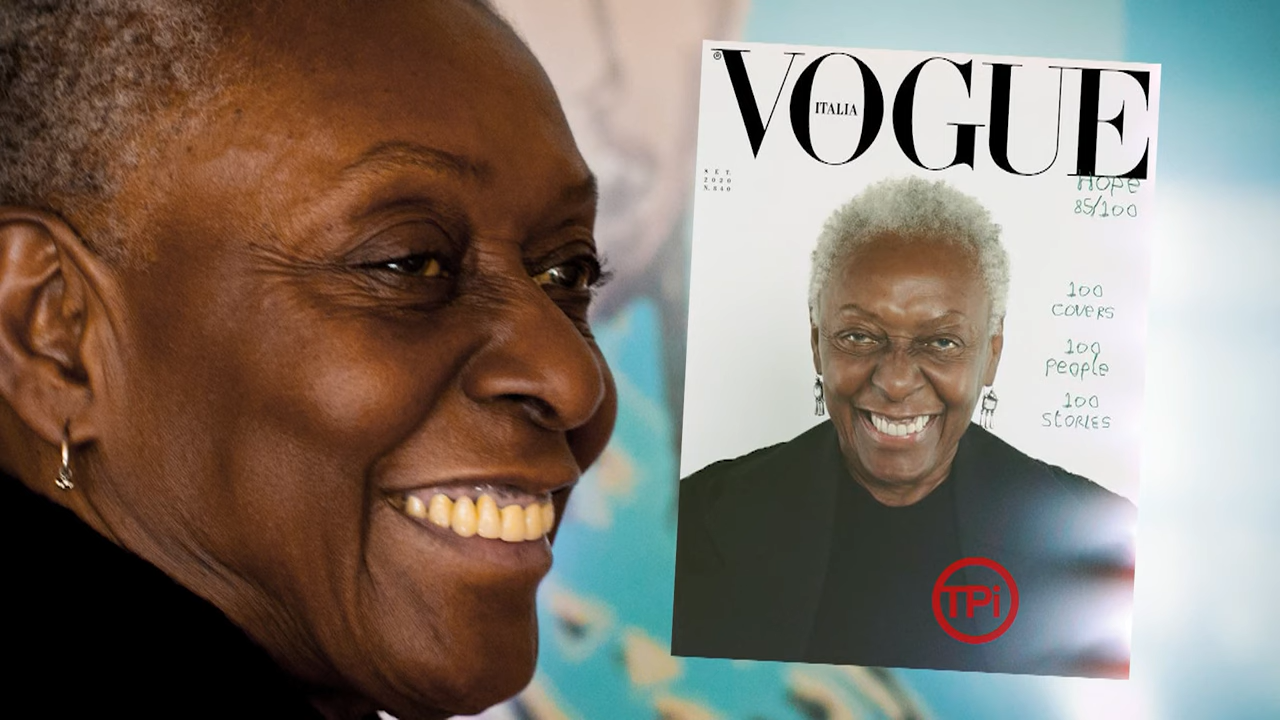 VOGUE
ITALIA
SET.
2020
N. 840
Hope
85/100
100
COVERS
100
People
100
STORIES
TPi